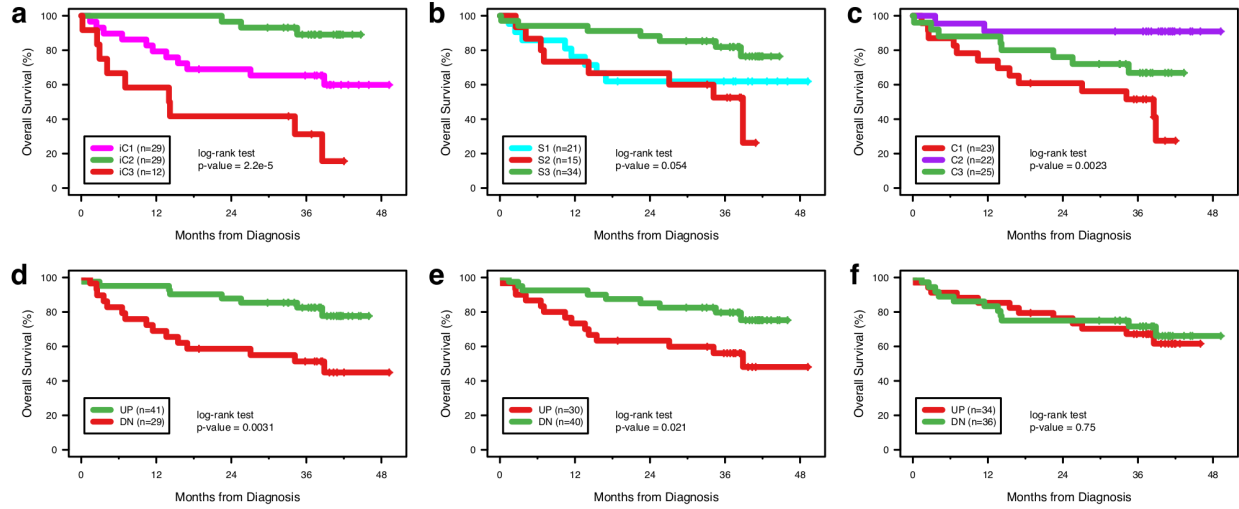 a
Overall Survival (%)
100
80
60
40
20
0
iC1 (n=29)
iC2 (n=29)
iC3 (n=12)
log-rank test
p-value = 2.2e-5
0 12 24 36 48
Months from Diagnosis
b
Overall Survival (%)
100
80
60
40
20
0
S1 (n=21)
S2 (n=15)
S3 (n=34)
log-rank test
p-value = 0.054
0 12 24 36 48
Months from Diagnosis
c
Overall Survival (%)
100
80
60
40
20
0
C1 (n=23)
C2 (n=22)
C3 (n=25)
log-rank test
p-value = 0.0023
0 12 24 36 48
Months from Diagnosis
d
Overall Survival (%)
100
80
60
40
20
0
UP (n=41)
DN (n=29)
log-rank test
p-value = 0.0031
0 12 24 36 48
Months from Diagnosis
e
Overall Survival (%)
100
80
60
40
20
0
UP (n=30)
DN (n=40)
log-rank test
p-value = 0.021
0 12 24 36 48
Months from Diagnosis
f
Overall Survival (%)
100
80
60
40
20
0
UP (n=34)
DN (n=36)
log-rank test
p-value = 0.75
0 12 24 36 48
Months from Diagnosis